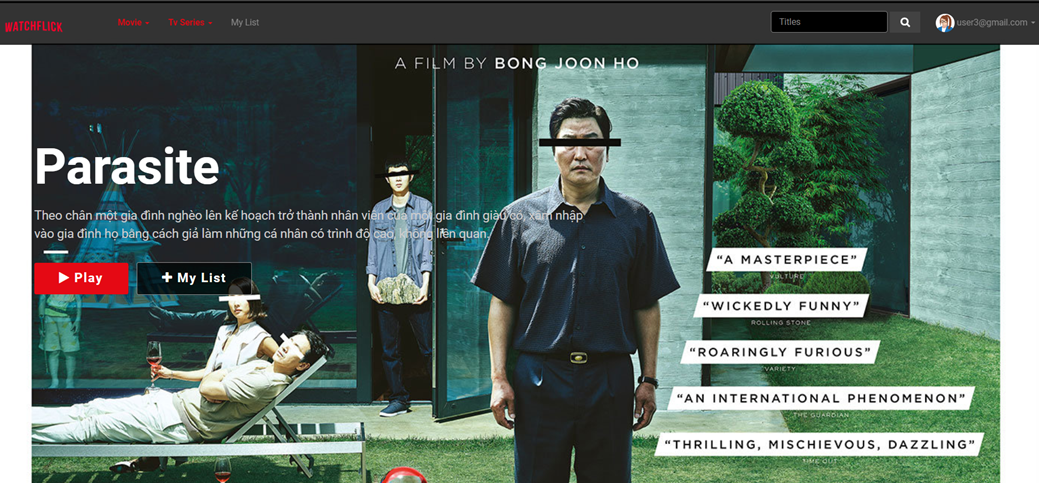 WATCHFLICK
Movie
Tv Series
My List
Titles
user3@gmail.com
A FILM BY BONG JOON HO
Parasite
Theo chân một gia đình nghèo lên kế hoạch trở thành nhân viên của một gia đình giàu có, xâm nhập
vào gia đình họ bằng cách giả làm những cá nhân có trình độ cao, không liên quan.
Play
My List
“A MASTERPIECE”
VULTURE
“WICKEDLY FUNNY”
ROLLING STONE
“ROARINGLY FURIOUS”
VARIETY
“AN INTERNATIONAL PHENOMENON”
THE GUARDIAN
“THRILLING, MISCHIEVOUS, DAZZLING”
TIME OUT